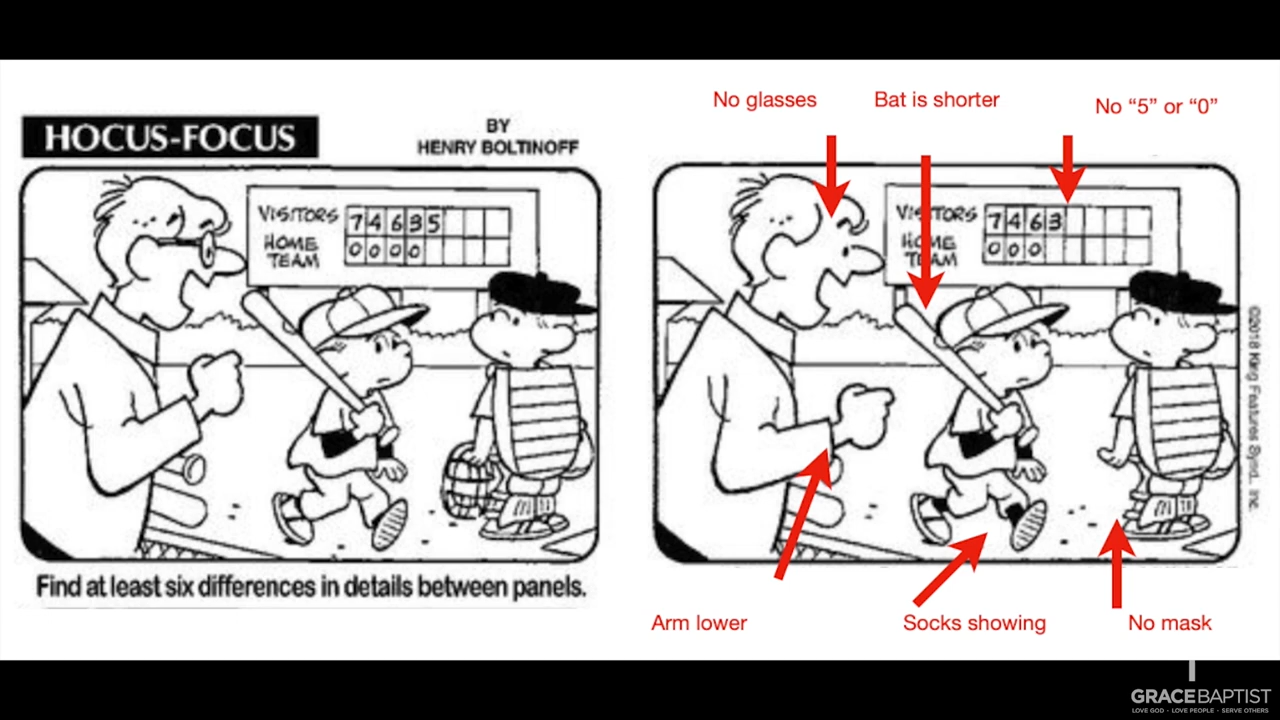 No glasses
Bat is shorter
No “5” or “0”
HOCUS-FOCUS
BY
HENRY BOLTINOFF
VISITORS 7 4 6 3 5
HOME TEAM 0 0 0 0
VISITORS 7 4 6 3
HOME TEAM 0 0 0
©2018 King Features Synd., Inc.
Find at least six differences in details between panels.
Arm lower
Socks showing
No mask
GRACEBAPTIST
LOVE GOD · LOVE PEOPLE · SERVE OTHERS